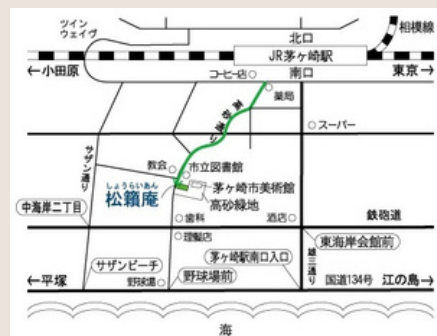 ツイン
ウェイヴ
北口
相模線
JR茅ケ崎駅
←小田原
コーヒー店
南口
東京→
薬局
高砂通り
スーパー
サザン通り
教会
市立図書館
しょうらいあん
松籟庵
茅ヶ崎市美術館
高砂緑地
中海岸二丁目
歯科
酒店
鉄砲道
理髪店
東海岸会館前
サザンビーチ
茅ヶ崎駅南口入口
雄三通り
←平塚
野球場
野球場前
国道134号
江の島→
海